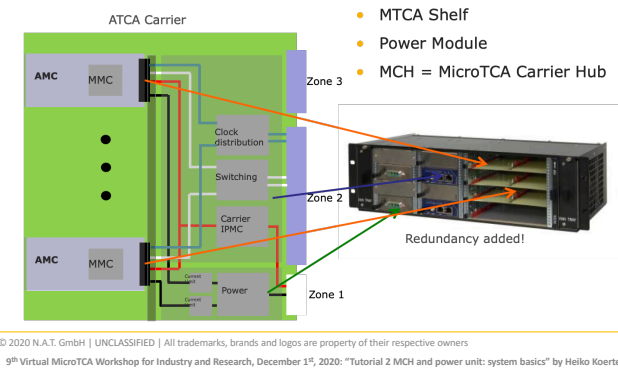 ATCA Carrier
• MTCA Shelf
• Power Module
• MCH = MicroTCA Carrier Hub
AMC
MMC
Zone 3
Clock
distribution
Switching
Zone 2
Carrier
IPMC
Redundancy added!
AMC
MMC
Power
Zone 1
© 2020 N.A.T. GmbH | UNCLASSIFIED | All trademarks, brands and logos are property of their respective owners
9th Virtual MicroTCA Workshop for Industry and Research, December 1st, 2020: “Tutorial 2 MCH and power unit: system basics” by Heiko Koerte